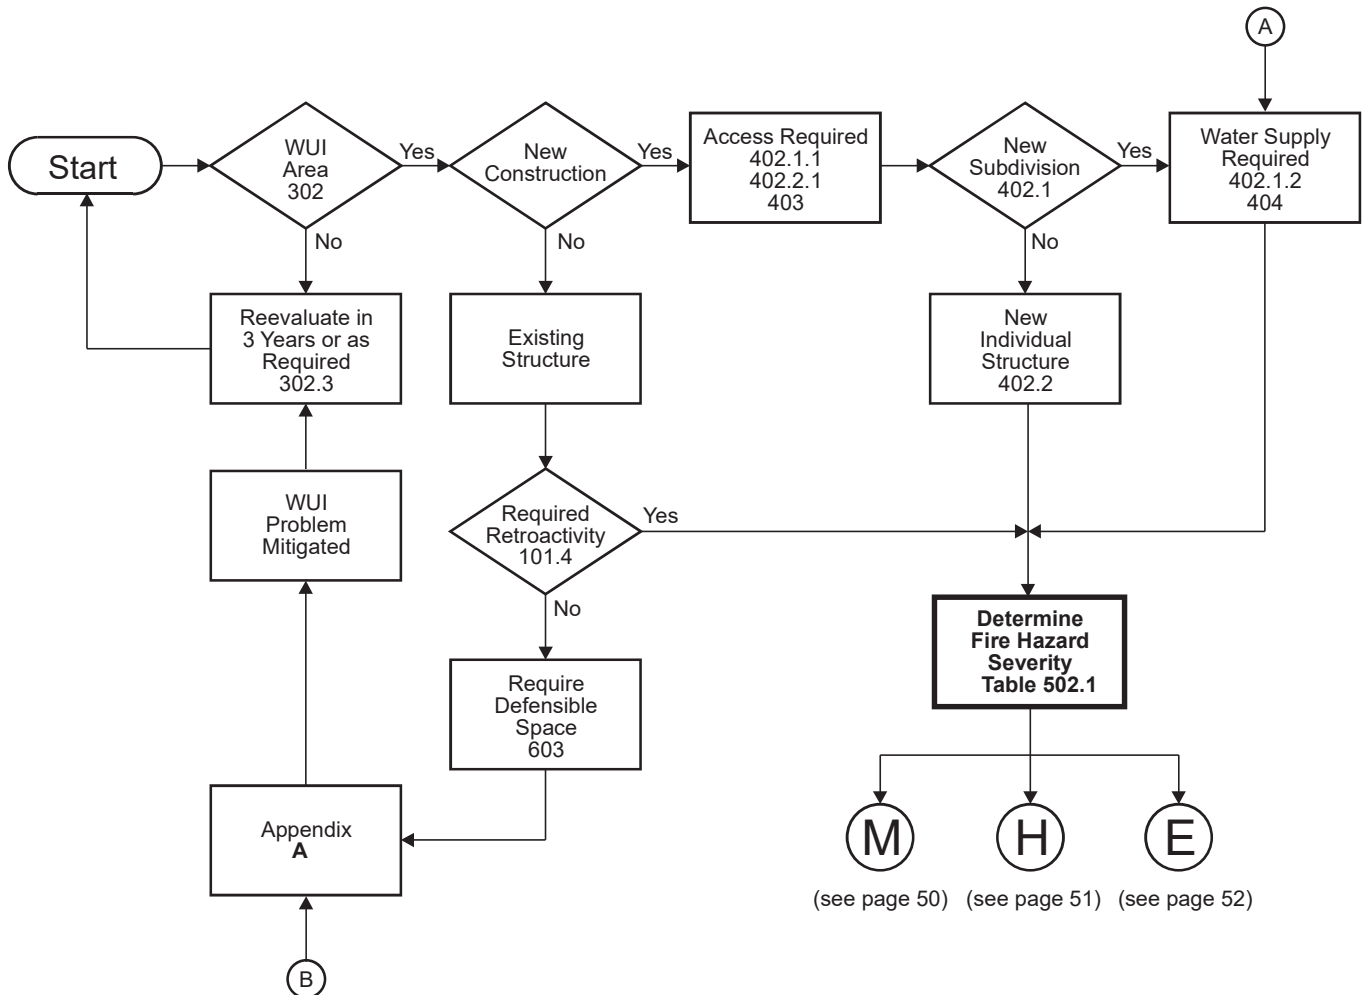 A
Start
WUI
Area
302
Yes
No
New
Construction
Yes
No
Access Required
402.1.1
402.2.1
403
New
Subdivision
402.1
Yes
No
Water Supply
Required
402.1.2
404
Reevaluate in
3 Years or as
Required
302.3
Existing
Structure
New
Individual
Structure
402.2
WUI
Problem
Mitigated
Required
Retroactivity
101.4
Yes
No
Determine
Fire Hazard
Severity
Table 502.1
Require
Defensible
Space
603
Appendix
A
M
H
E
(see page 50)
(see page 51)
(see page 52)
B